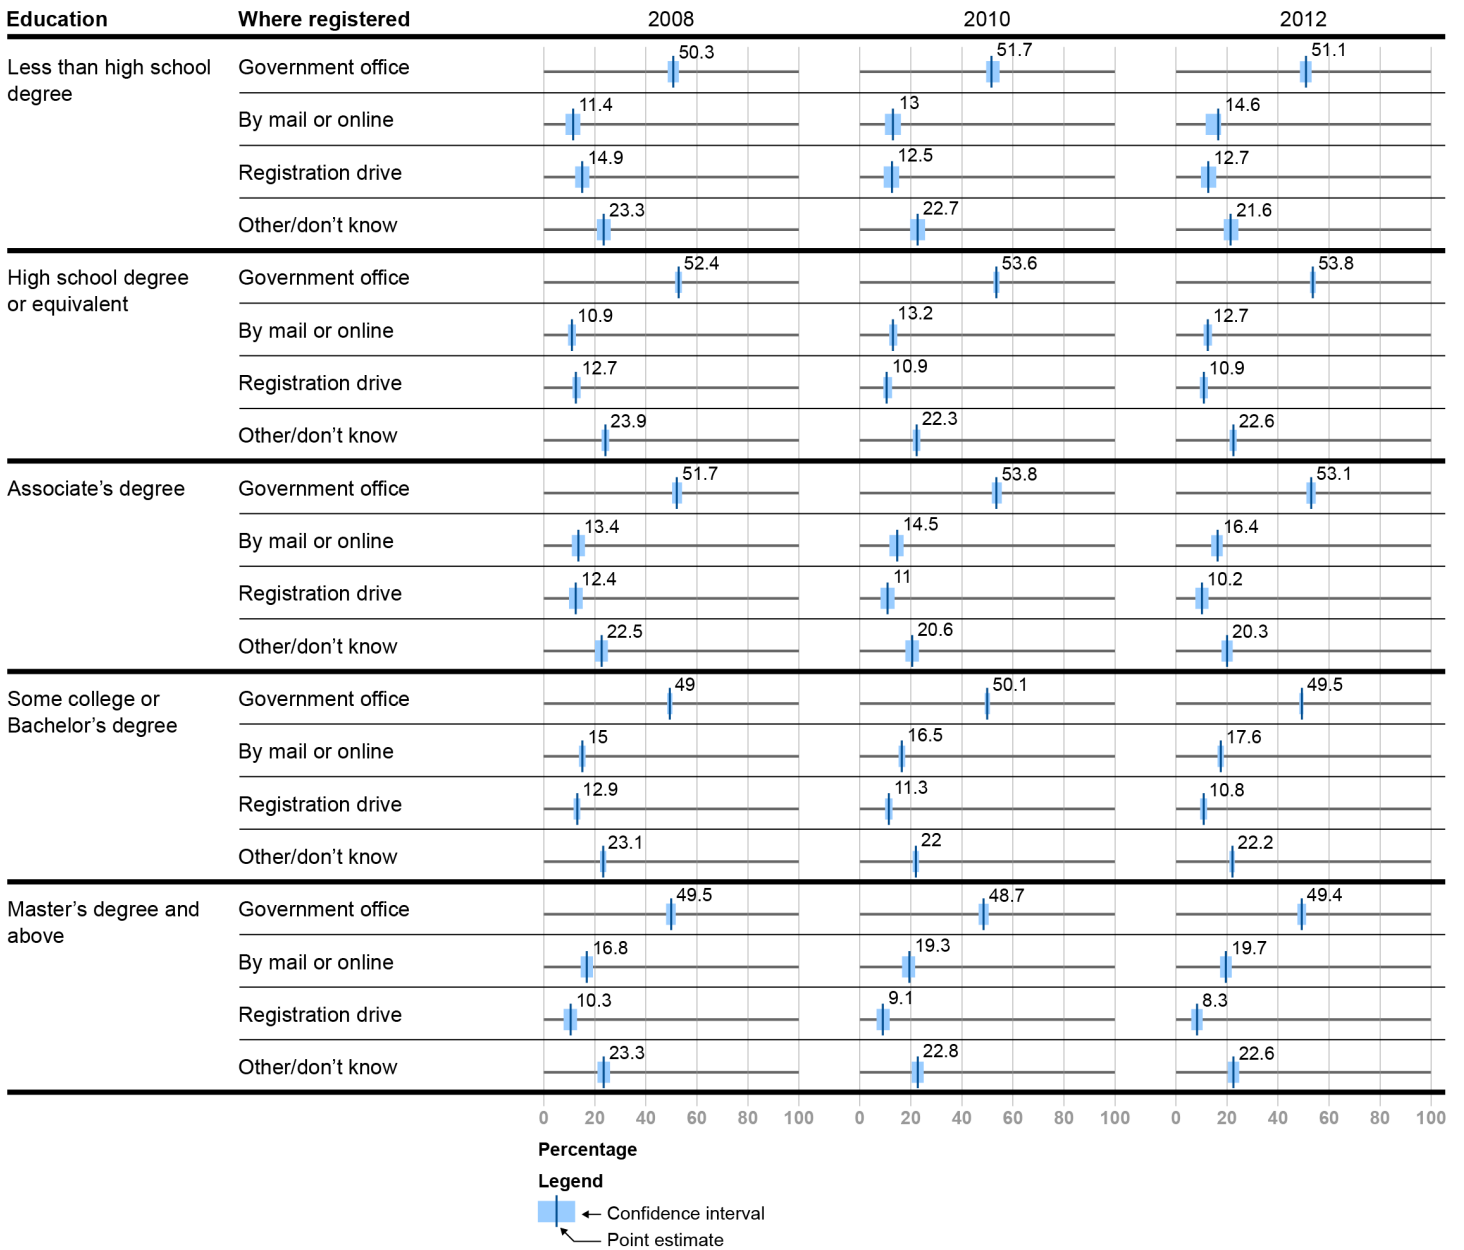 Education Where registered 2008 2010 2012
Less than high school
degree
Government office 50.3 51.7 51.1
By mail or online 11.4 13 14.6
Registration drive 14.9 12.5 12.7
Other/don’t know 23.3 22.7 21.6
High school degree
or equivalent
Government office 52.4 53.6 53.8
By mail or online 10.9 13.2 12.7
Registration drive 12.7 10.9 10.9
Other/don’t know 23.9 22.3 22.6
Associate’s degree
Government office 51.7 53.8 53.1
By mail or online 13.4 14.5 16.4
Registration drive 12.4 11 10.2
Other/don’t know 22.5 20.6 20.3
Some college or
Bachelor’s degree
Government office 49 50.1 49.5
By mail or online 15 16.5 17.6
Registration drive 12.9 11.3 10.8
Other/don’t know 23.1 22 22.2
Master’s degree and
above
Government office 49.5 48.7 49.4
By mail or online 16.8 19.3 19.7
Registration drive 10.3 9.1 8.3
Other/don’t know 23.3 22.8 22.6
0 20 40 60 80 100 0 20 40 60 80 100 0 20 40 60 80 100
Percentage
Legend
Confidence interval
Point estimate